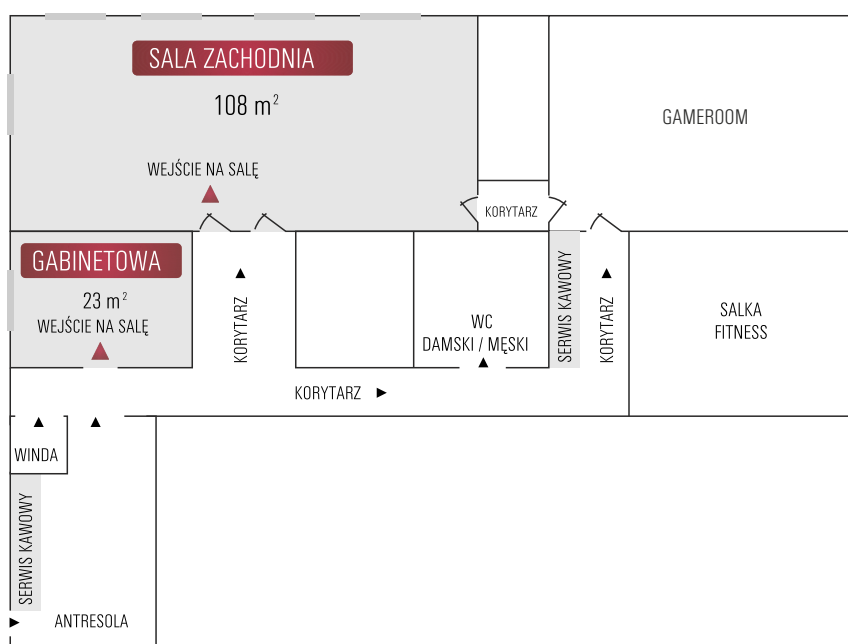 SALA ZACHODNIA
108 m²
WEJŚCIE NA SALĘ
GAMEROOM
KORYTARZ
GABINETOWA
23 m²
WEJŚCIE NA SALĘ
KORYTARZ
WC
DAMSKI / MĘSKI
SERWIS KAWOWY
KORYTARZ
SALKA
FITNESS
KORYTARZ
WINDA
SERWIS KAWOWY
ANTRESOLA